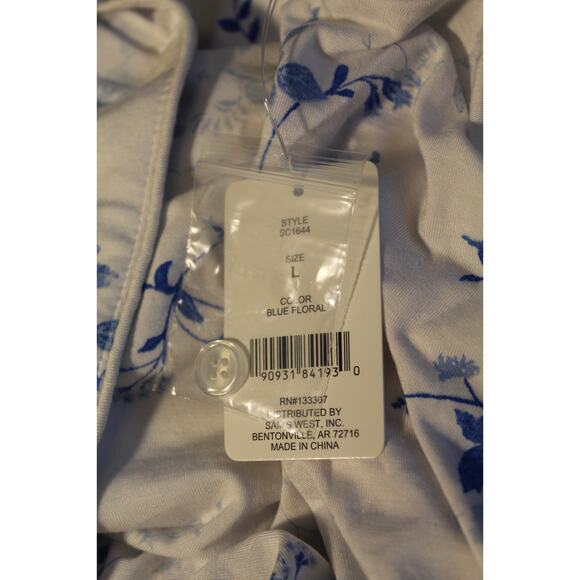 STYLE
SC1644
SIZE
L
COLOR
BLUE FLORAL
90931 84193 0
RN#133307
DISTRIBUTED BY
SAM'S WEST, INC.
BENTONVILLE, AR 72716
MADE IN CHINA